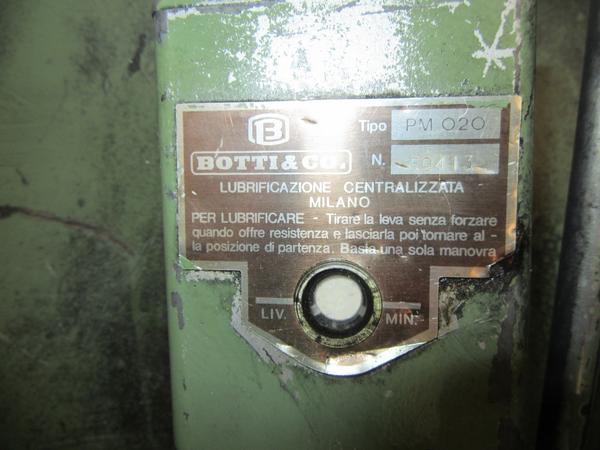 B
Tipo PM 020
BOTTI & CO. N.
LUBRIFICAZIONE CENTRALIZZATA
MILANO
PER LUBRIFICARE - Tirare la leva senza forzare
quando offre resistenza e lasciarla poi tornare al -
la posizione di partenza. Basta una sola manovra
LIV. MIN.